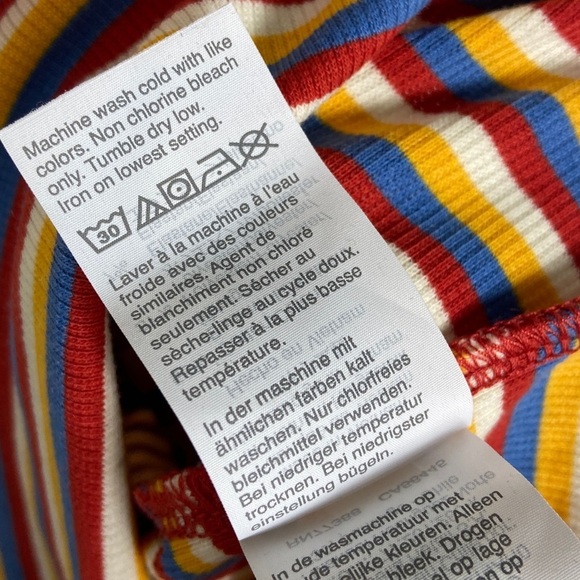 Machine wash cold with like
colors. Non chlorine bleach
only. Tumble dry low.
Iron on lowest setting.
30
Laver à la machine à l'eau
froide avec des couleurs
similaires. Agent de
blanchiment non chloré
seulement. Sécher au
sèche-linge au cycle doux.
Repasser à la plus basse
température.
In der maschine mit
ähnlichen farben kalt
waschen. Nur chlorfreies
bleichmittel verwenden.
Bei niedriger temperatur
trocknen. Bei niedrigster
einstellung bügeln.
In de wasmachine op
temperatuur met
kleuren. Alleen
Drogen
op lage